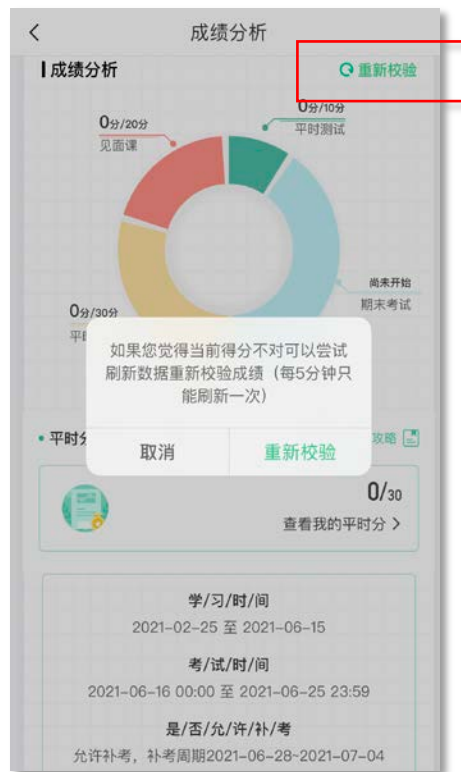 成绩分析
成绩分析
重新校验
0分/20分
见面课
0分/10分
平时测试
尚未开始
期末考试
0分/30分
平时
如果您觉得当前得分不对可以尝试
刷新数据重新校验成绩（每5分钟只
能刷新一次）
取消
重新校验
平时分
攻略
0/30
查看我的平时分 >
学/习/时/间
2021-02-25 至 2021-06-15
考/试/时/间
2021-06-16 00:00 至 2021-06-25 23:59
是/否/允/许/补/考
允许补考，补考周期2021-06-28~2021-07-04